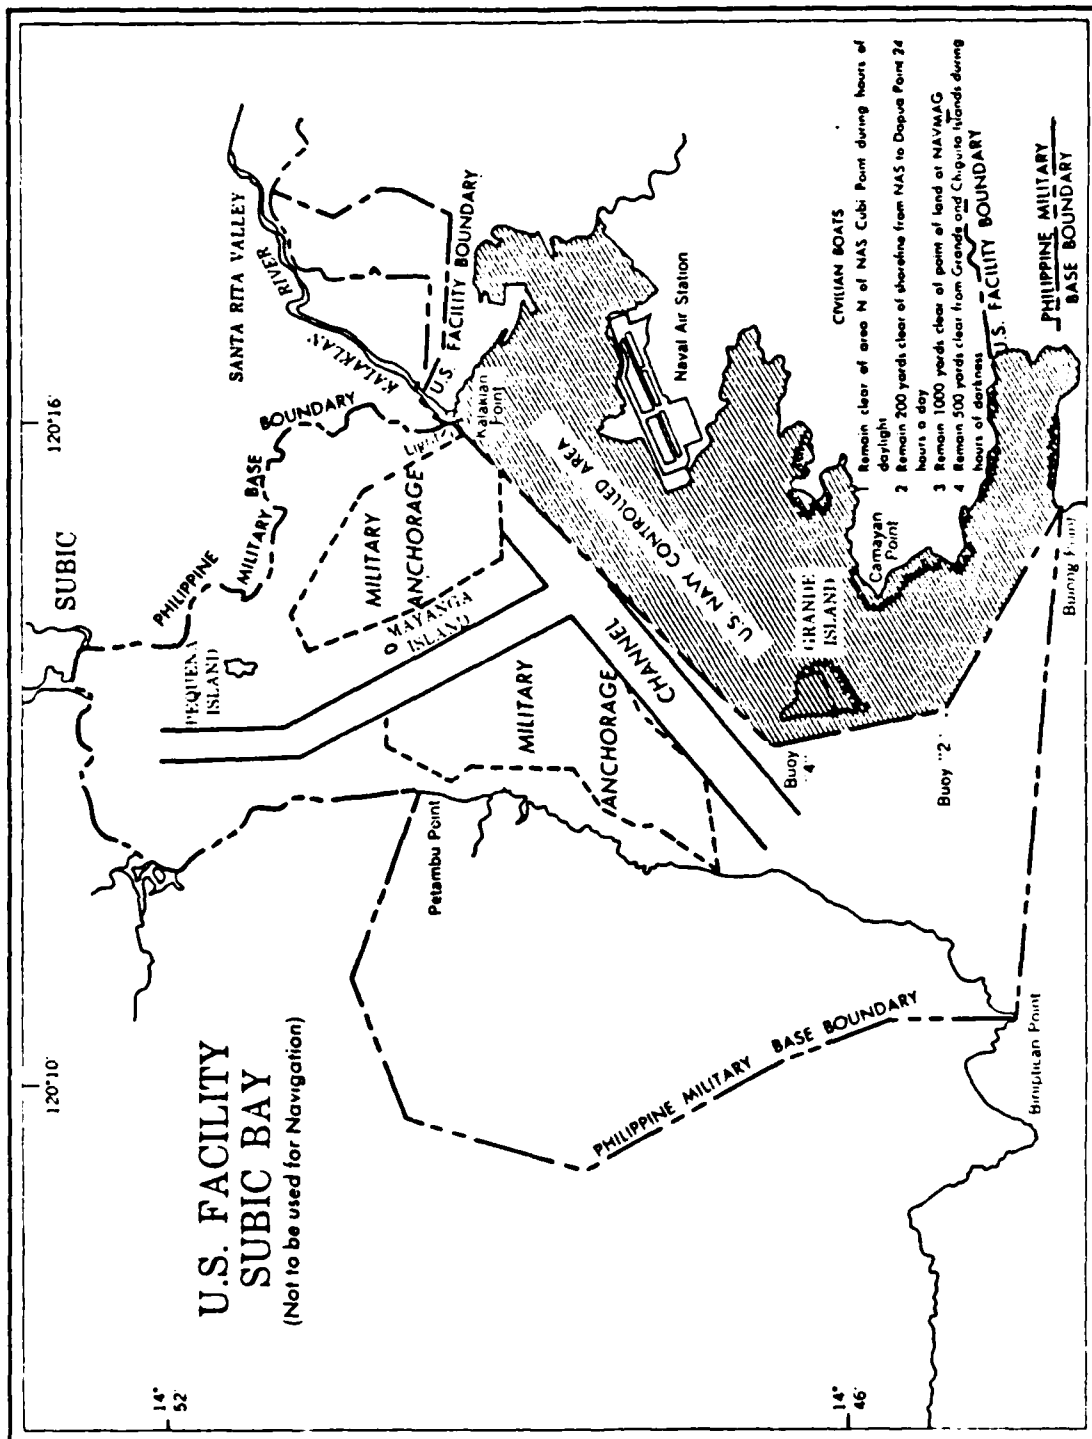 U.S. FACILITY
SUBIC BAY
(Not to be used for Navigation)
120°10'
120°16'
14°
52'
14°
46'
SUBIC
SANTA RITA VALLEY
KALAKLAN
RIVER
PHILIPPINE
MILITARY
BASE
BOUNDARY
PEQUENA
ISLAND
MILITARY
ANCHORAGE
MAYANGA
ISLAND
U.S.
FACILITY BOUNDARY
Kalakian
Point
Petambu Point
MILITARY
ANCHORAGE
CHANNEL
U.S. NAVY CONTROLLED AREA
Naval Air Station
GRANDE
ISLAND
Camayan
Point
Buoy
"4"
Buoy "2"
PHILIPPINE MILITARY BASE BOUNDARY
Biniptican Point
Point
CIVILIAN BOATS
1 Remain clear of area N of NAS Cubi Point during hours of
daylight
2 Remain 200 yards clear of shoreline from NAS to Dapua Point 24
hours a day
3 Remain 1000 yards clear of point of land at NAVMAG
4 Remain 500 yards clear from Grande and Chiquita Islands during
hours of darkness
U.S. FACILITY BOUNDARY
PHILIPPINE MILITARY
BASE BOUNDARY